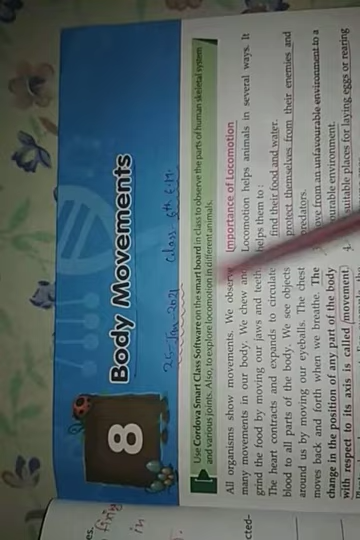 8
Body Movements
25-Jan-2021 Class 6th
Use Cordova Smart Class Software on the smart board in class to observe the parts of human skeletal system
and various joints. Also, to explore locomotion in different animals.
All organisms show movements. We observe
many movements in our body. We chew and
grind the food by moving our jaws and teeth
The heart contracts and expands to circulate
blood to all parts of the body. We see objects
around us by moving our eyeballs. The chest
moves back and forth when we breathe. The
change in the position of any part of the body
with respect to its axis is called movement
Importance of Locomotion
Locomotion helps animals in several ways. It
helps them to :
find their food and water.
protect themselves from their enemies and
predators.
from an unfavourable environment to a
environment.
4. suitable places for laying eggs or rearing
in